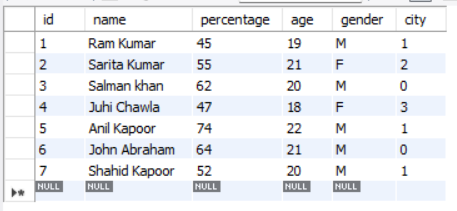 id name percentage age gender city
1 Ram Kumar 45 19 M 1
2 Sarita Kumar 55 21 F 2
3 Salman khan 62 20 M 0
4 Juhi Chawla 47 18 F 3
5 Anil Kapoor 74 22 M 1
6 John Abraham 64 21 M 0
7 Shahid Kapoor 52 20 M 1
NULL NULL NULL NULL NULL